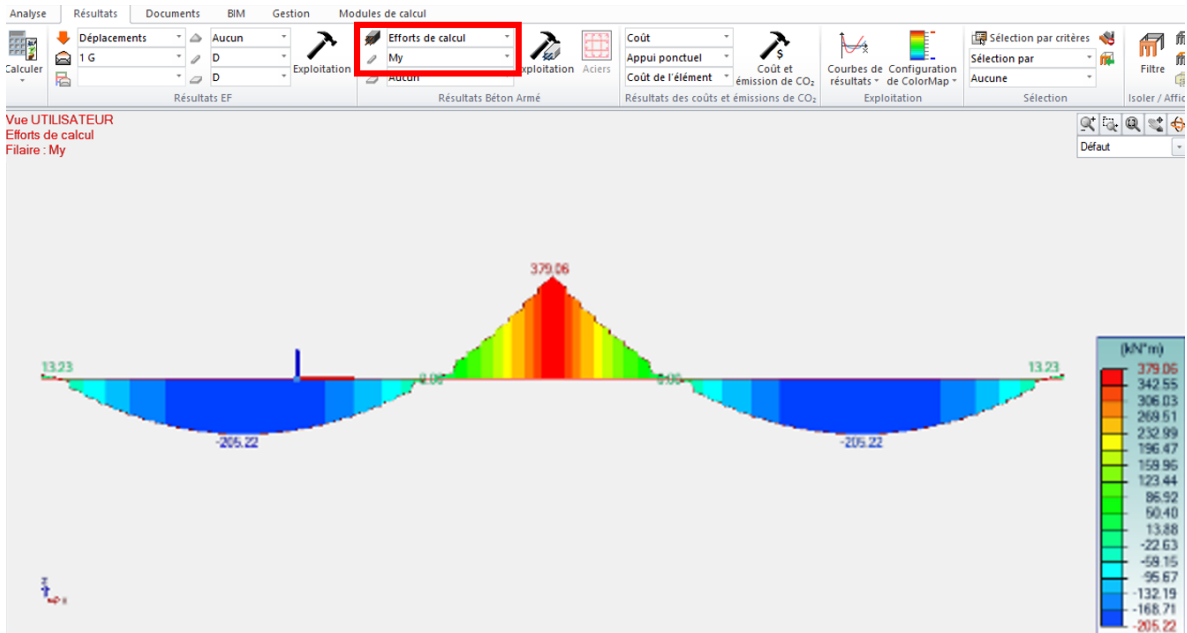 Analyse Résultats Documents BIM Gestion Modules de calcul
Calculer
Déplacements
1 G
Aucun
D
D
Exploitation
Résultats EF
Efforts de calcul
My
Aucun
Exploitation
Aciers
Résultats Béton Armé
Coût
Appui ponctuel
Coût de l'élément
Coût et
émission de CO₂
Résultats des coûts et émissions de CO₂
Courbes de
résultats
Configuration
de ColorMap
Exploitation
Sélection par critères
Sélection par
Aucune
Sélection
Filtre
Isoler / Affic
Vue UTILISATEUR
Efforts de calcul
Filaire : My
Défaut
379.06
13.23
0.00
0.00
13.23
-205.22
-205.22
(kN*m)
379.06
342.55
306.03
269.51
232.99
196.47
159.96
123.44
86.92
50.40
13.88
-22.63
-59.15
-95.67
-132.19
-168.71
-205.22